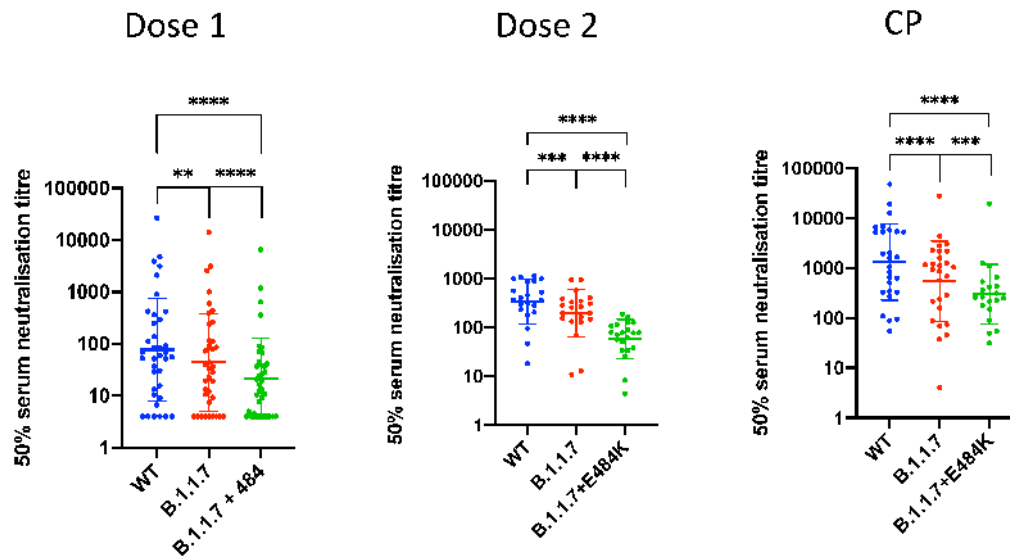 Dose 1
50% serum neutralisation titre
****
** ****
100000
10000
1000
100
10
1
WT
B.1.1.7
B.1.1.7 + 484
Dose 2
50% serum neutralisation titre
****
*** ****
100000
10000
1000
100
10
1
WT
B.1.1.7
B.1.1.7+E484K
CP
50% serum neutralisation titre
****
**** ***
100000
10000
1000
100
10
1
WT
B.1.1.7
B.1.1.7+E484K